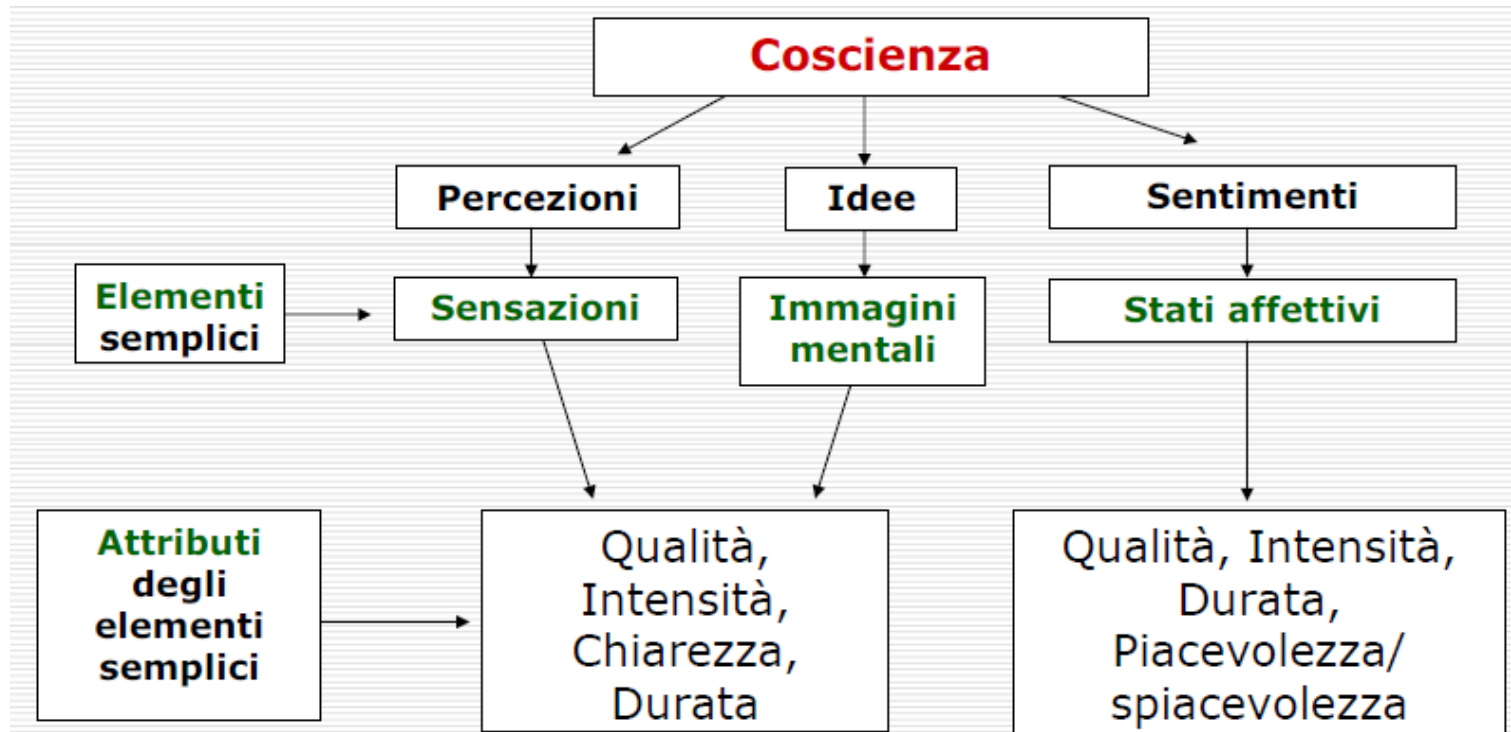 Coscienza
Percezioni
Idee
Sentimenti
Elementi
semplici
Sensazioni
Immagini
mentali
Stati affettivi
Attributi
degli
elementi
semplici
Qualità,
Intensità,
Chiarezza,
Durata
Qualità, Intensità,
Durata,
Piacevolezza/
spiacevolezza